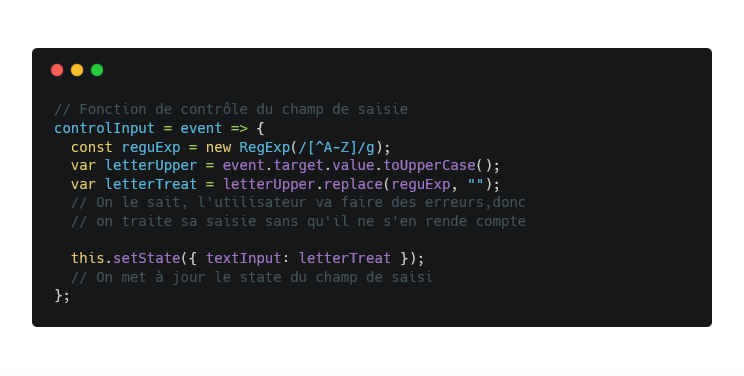 // Fonction de contrôle du champ de saisie
controlInput = event => {
  const reguExp = new RegExp(/[^A-Z]/g);
  var letterUpper = event.target.value.toUpperCase();
  var letterTreat = letterUpper.replace(reguExp, "");
  // On le sait, l'utilisateur va faire des erreurs,donc
  // on traite sa saisie sans qu'il ne s'en rende compte
  this.setState({ textInput: letterTreat });
  // On met à jour le state du champ de saisi
};